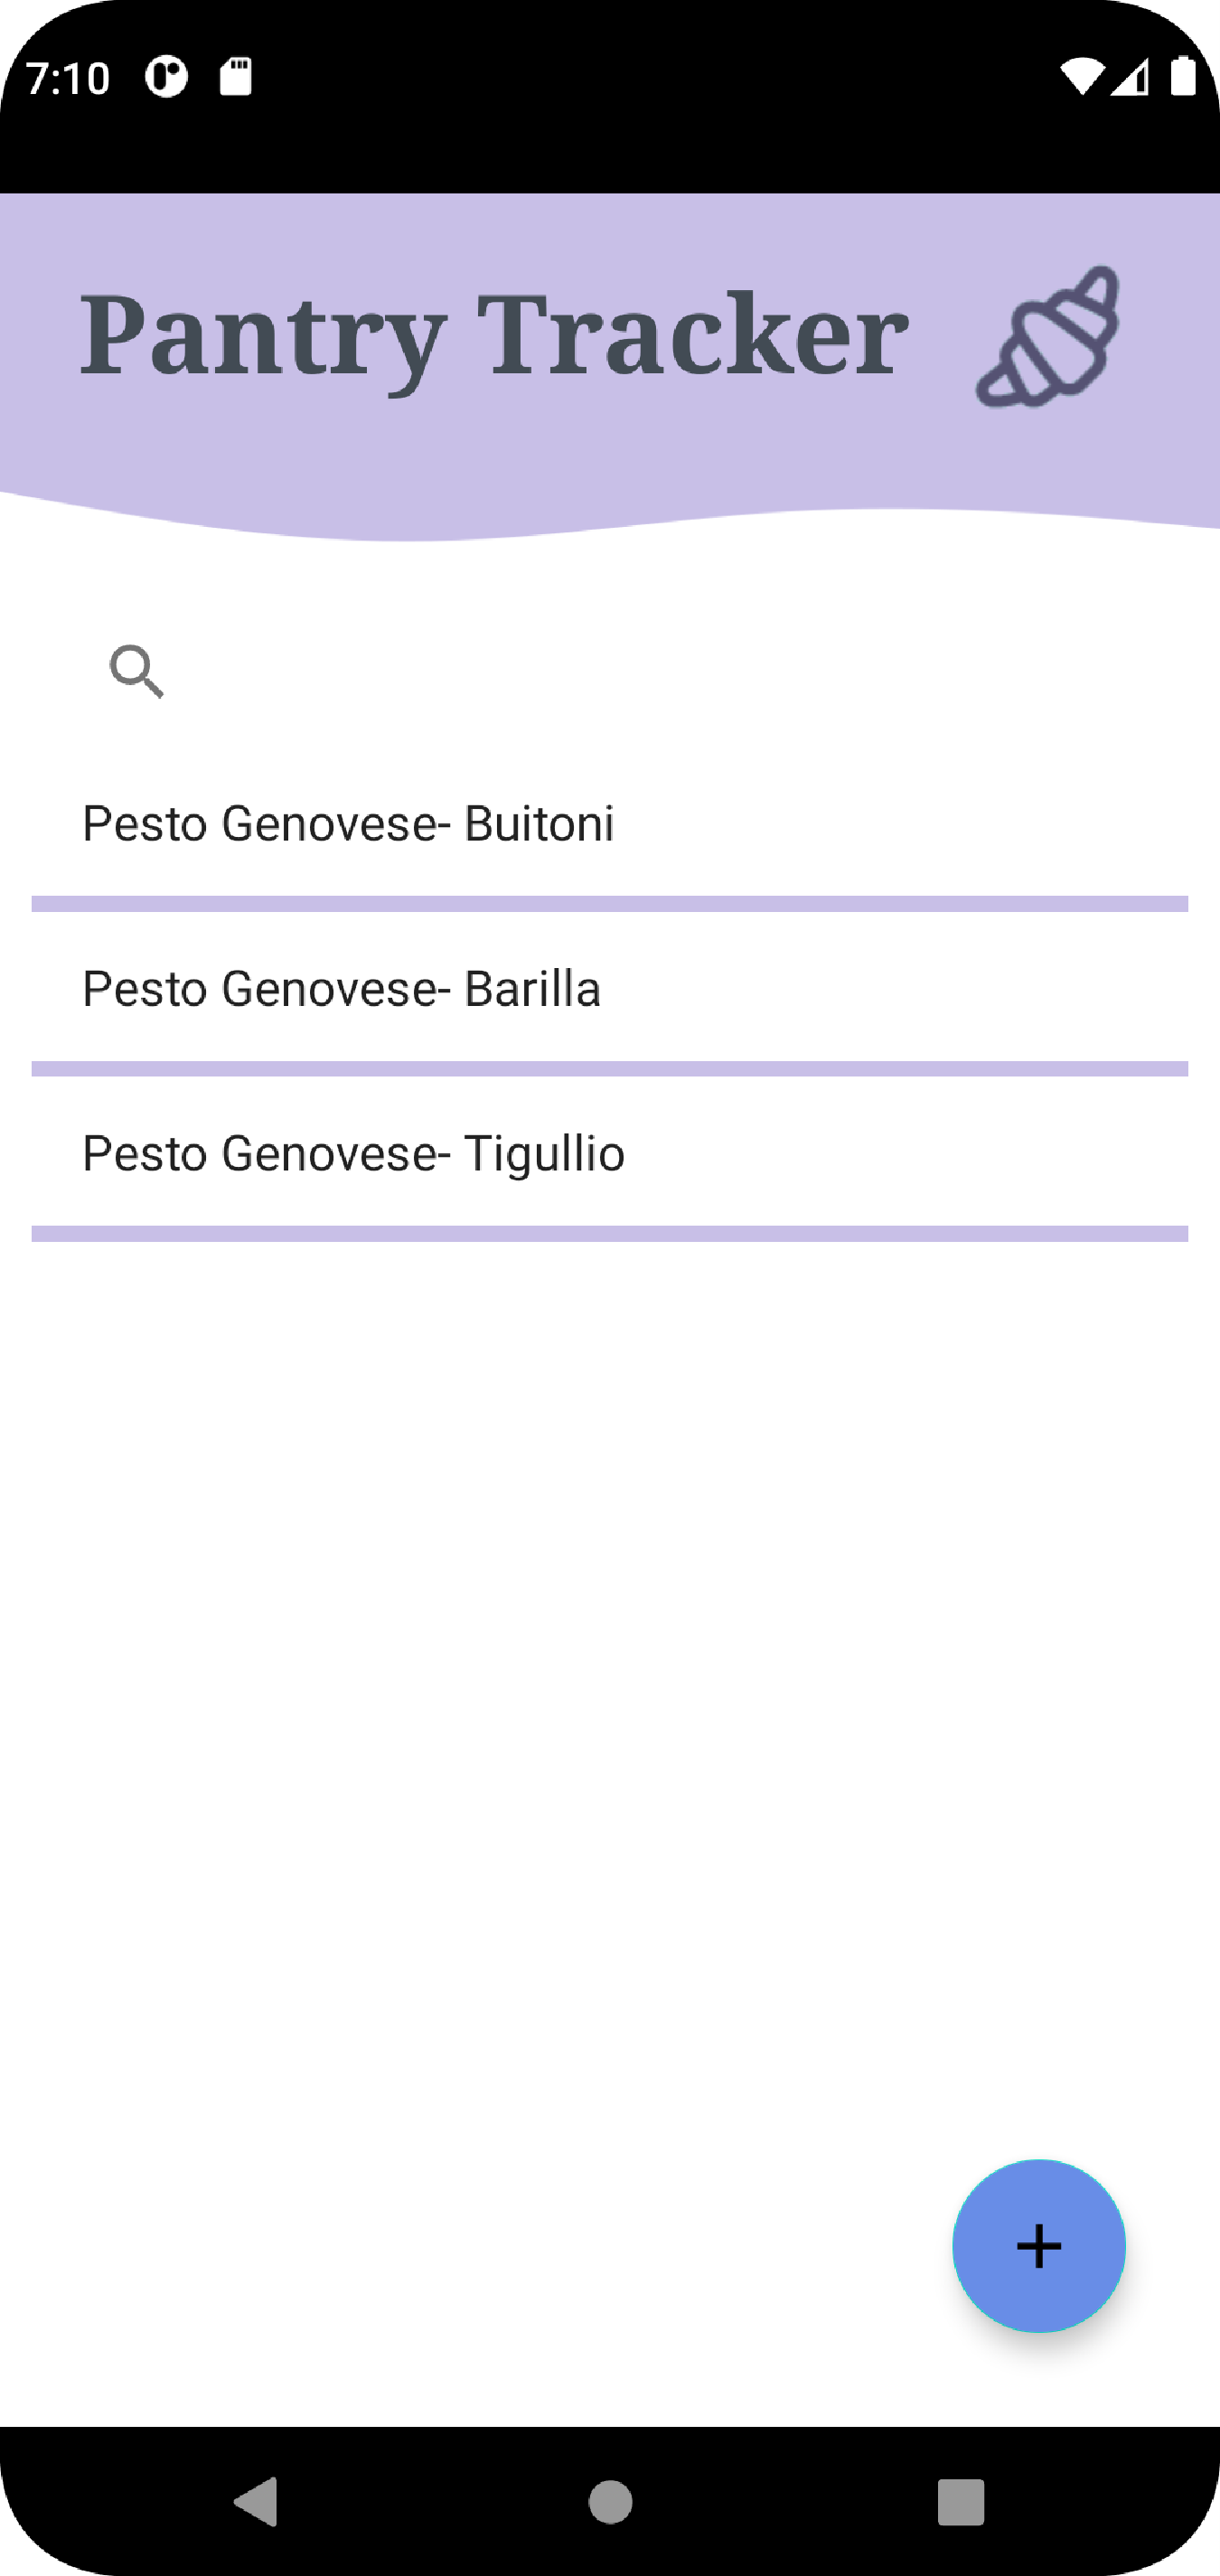 7:10
Pantry Tracker
Pesto Genovese- Buitoni
Pesto Genovese- Barilla
Pesto Genovese- Tigullio
+